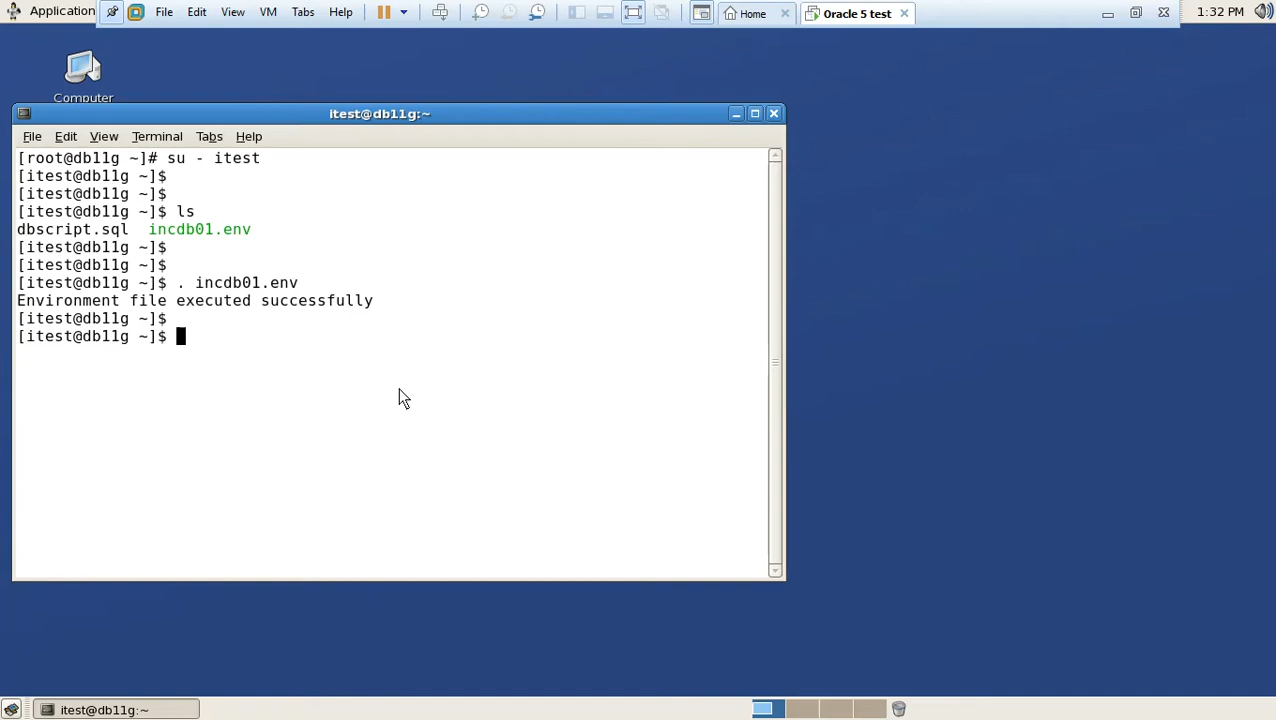 Application File Edit View VM Tabs Help Home Oracle 5 test 1:32 PM
Computer
itest@db11g:~
File Edit View Terminal Tabs Help
[root@db11g ~]# su - itest
[itest@db11g ~]$
[itest@db11g ~]$
[itest@db11g ~]$ ls
dbscript.sql incdb01.env
[itest@db11g ~]$
[itest@db11g ~]$
[itest@db11g ~]$ . incdb01.env
Environment file executed successfully
[itest@db11g ~]$
[itest@db11g ~]$
itest@db11g:~